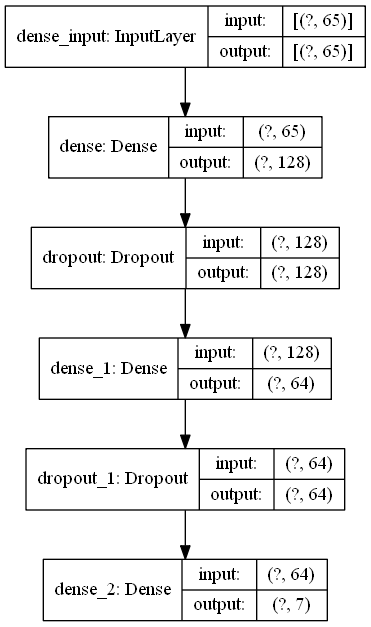 dense_input: InputLayer
input: [(?, 65)]
output: [(?, 65)]
dense: Dense
input: (?, 65)
output: (?, 128)
dropout: Dropout
input: (?, 128)
output: (?, 128)
dense_1: Dense
input: (?, 128)
output: (?, 64)
dropout_1: Dropout
input: (?, 64)
output: (?, 64)
dense_2: Dense
input: (?, 64)
output: (?, 7)